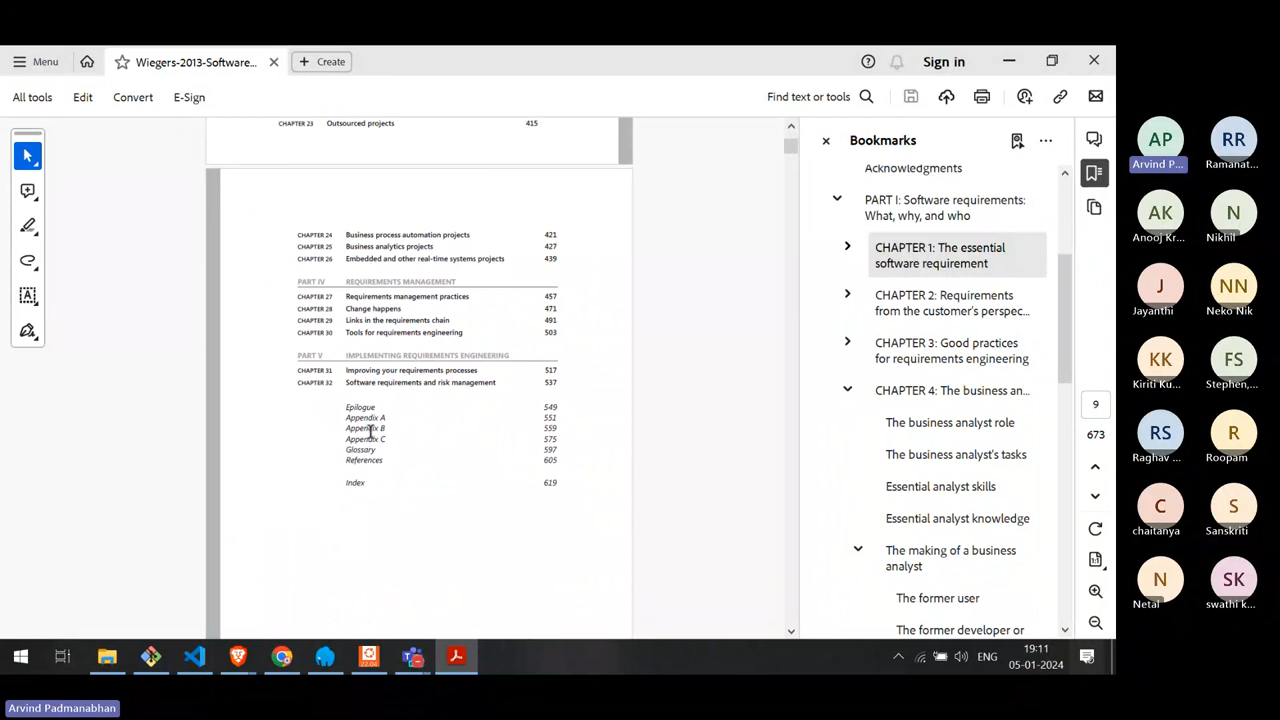 Menu
Wiegers-2013-Software...
Create
Sign in
All tools
Edit
Convert
E-Sign
Find text or tools
CHAPTER 23 Outsourced projects 415
CHAPTER 24 Business process automation projects 421
CHAPTER 25 Business analytics projects 427
CHAPTER 26 Embedded and other real-time systems projects 439
PART IV REQUIREMENTS MANAGEMENT
CHAPTER 27 Requirements management practices 457
CHAPTER 28 Change happens 471
CHAPTER 29 Links in the requirements chain 491
CHAPTER 30 Tools for requirements engineering 503
PART V IMPLEMENTING REQUIREMENTS ENGINEERING
CHAPTER 31 Improving your requirements processes 517
CHAPTER 32 Software requirements and risk management 537
Epilogue 549
Appendix A 551
Appendix B 559
Appendix C 575
Glossary 597
References 605
Index 619
Bookmarks
Acknowledgments
PART I: Software requirements:
What, why, and who
CHAPTER 1: The essential
software requirement
CHAPTER 2: Requirements
from the customer's perspec...
CHAPTER 3: Good practices
for requirements engineering
CHAPTER 4: The business an...
The business analyst role
The business analyst's tasks
Essential analyst skills
Essential analyst knowledge
The making of a business
analyst
The former user
The former developer or
9
673
1:1
AP
Arvind P...
RR
Ramanat...
AK
Anooj Kr...
N
Nikhil
J
Jayanthi
NN
Neko Nik
KK
Kiriti Ku...
FS
Stephen,...
RS
Raghav ...
R
Roopam
C
chaitanya
S
Sanskriti
N
Netal
SK
swathi k...
22.04
ENG
19:11
05-01-2024
Arvind Padmanabhan